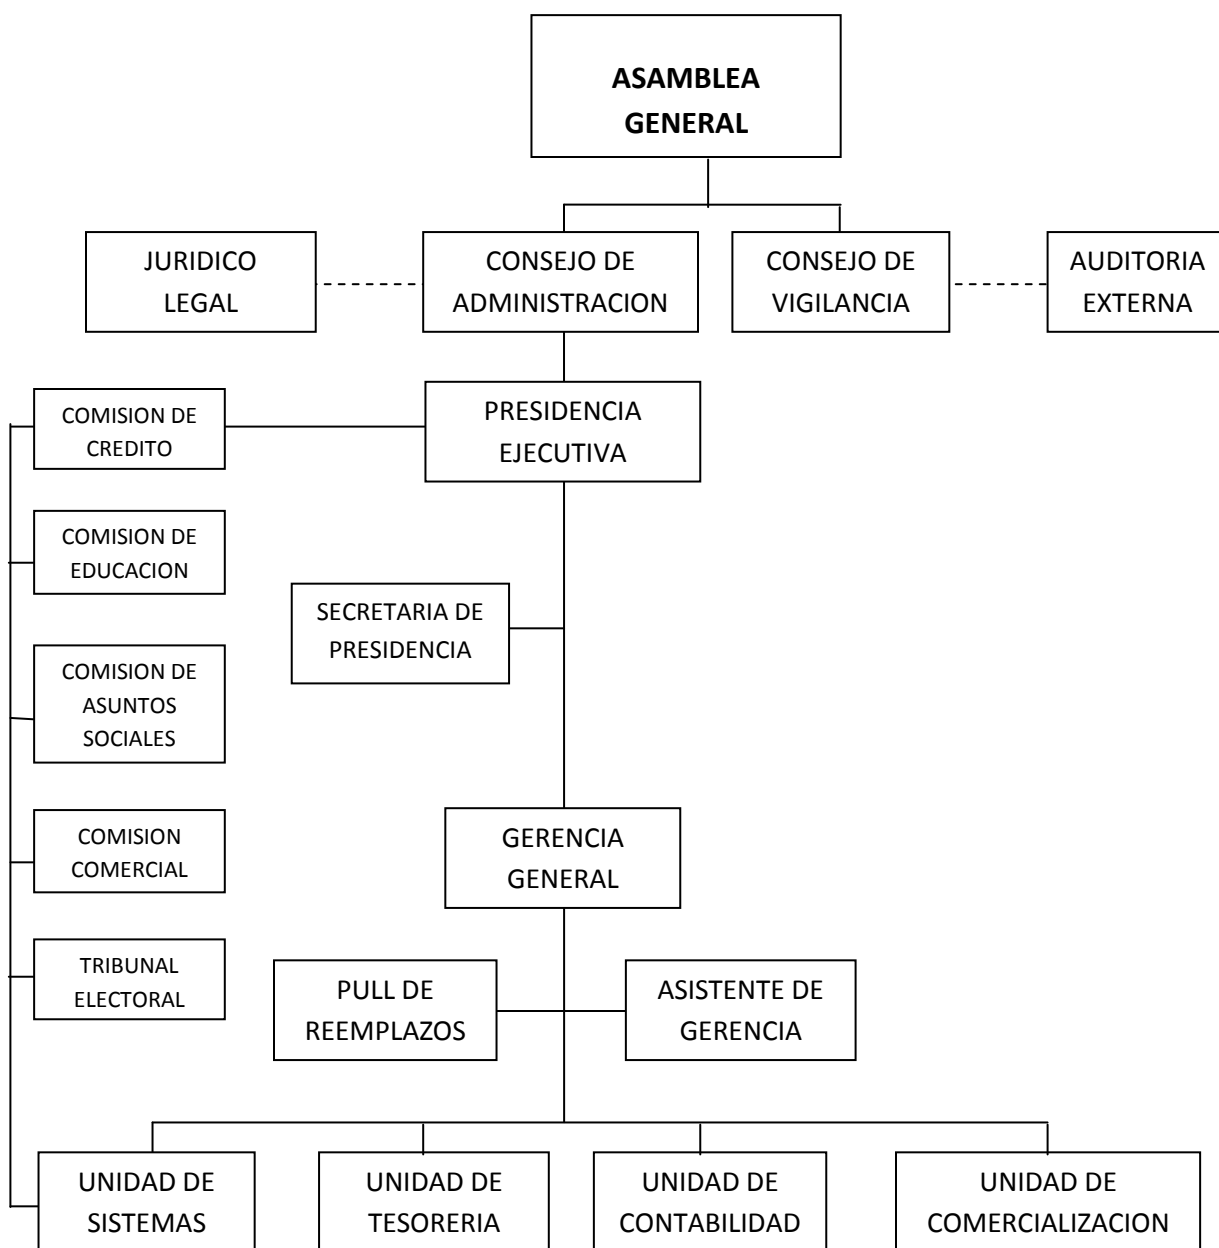 ASAMBLEA
GENERAL
JURIDICO
LEGAL
CONSEJO DE
ADMINISTRACION
CONSEJO DE
VIGILANCIA
AUDITORIA
EXTERNA
COMISION DE
CREDITO
PRESIDENCIA
EJECUTIVA
COMISION DE
EDUCACION
SECRETARIA DE
PRESIDENCIA
COMISION DE
ASUNTOS
SOCIALES
COMISION
COMERCIAL
GERENCIA
GENERAL
TRIBUNAL
ELECTORAL
PULL DE
REEMPLAZOS
ASISTENTE DE
GERENCIA
UNIDAD DE
SISTEMAS
UNIDAD DE
TESORERIA
UNIDAD DE
CONTABILIDAD
UNIDAD DE
COMERCIALIZACION